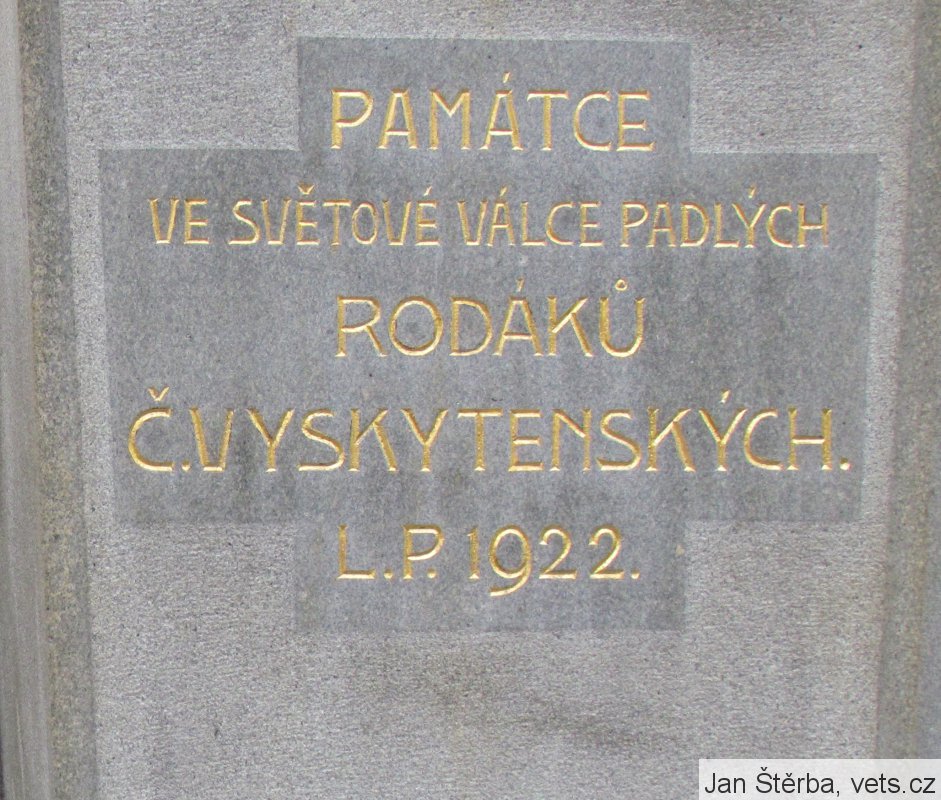 PAMÁTCE
VE SVĚTOVÉ VÁLCE PADLÝCH
RODÁKŮ
Č.VYSKYTENSKÝCH.
L.P. 1922.
Jan Štěrba, vets.cz